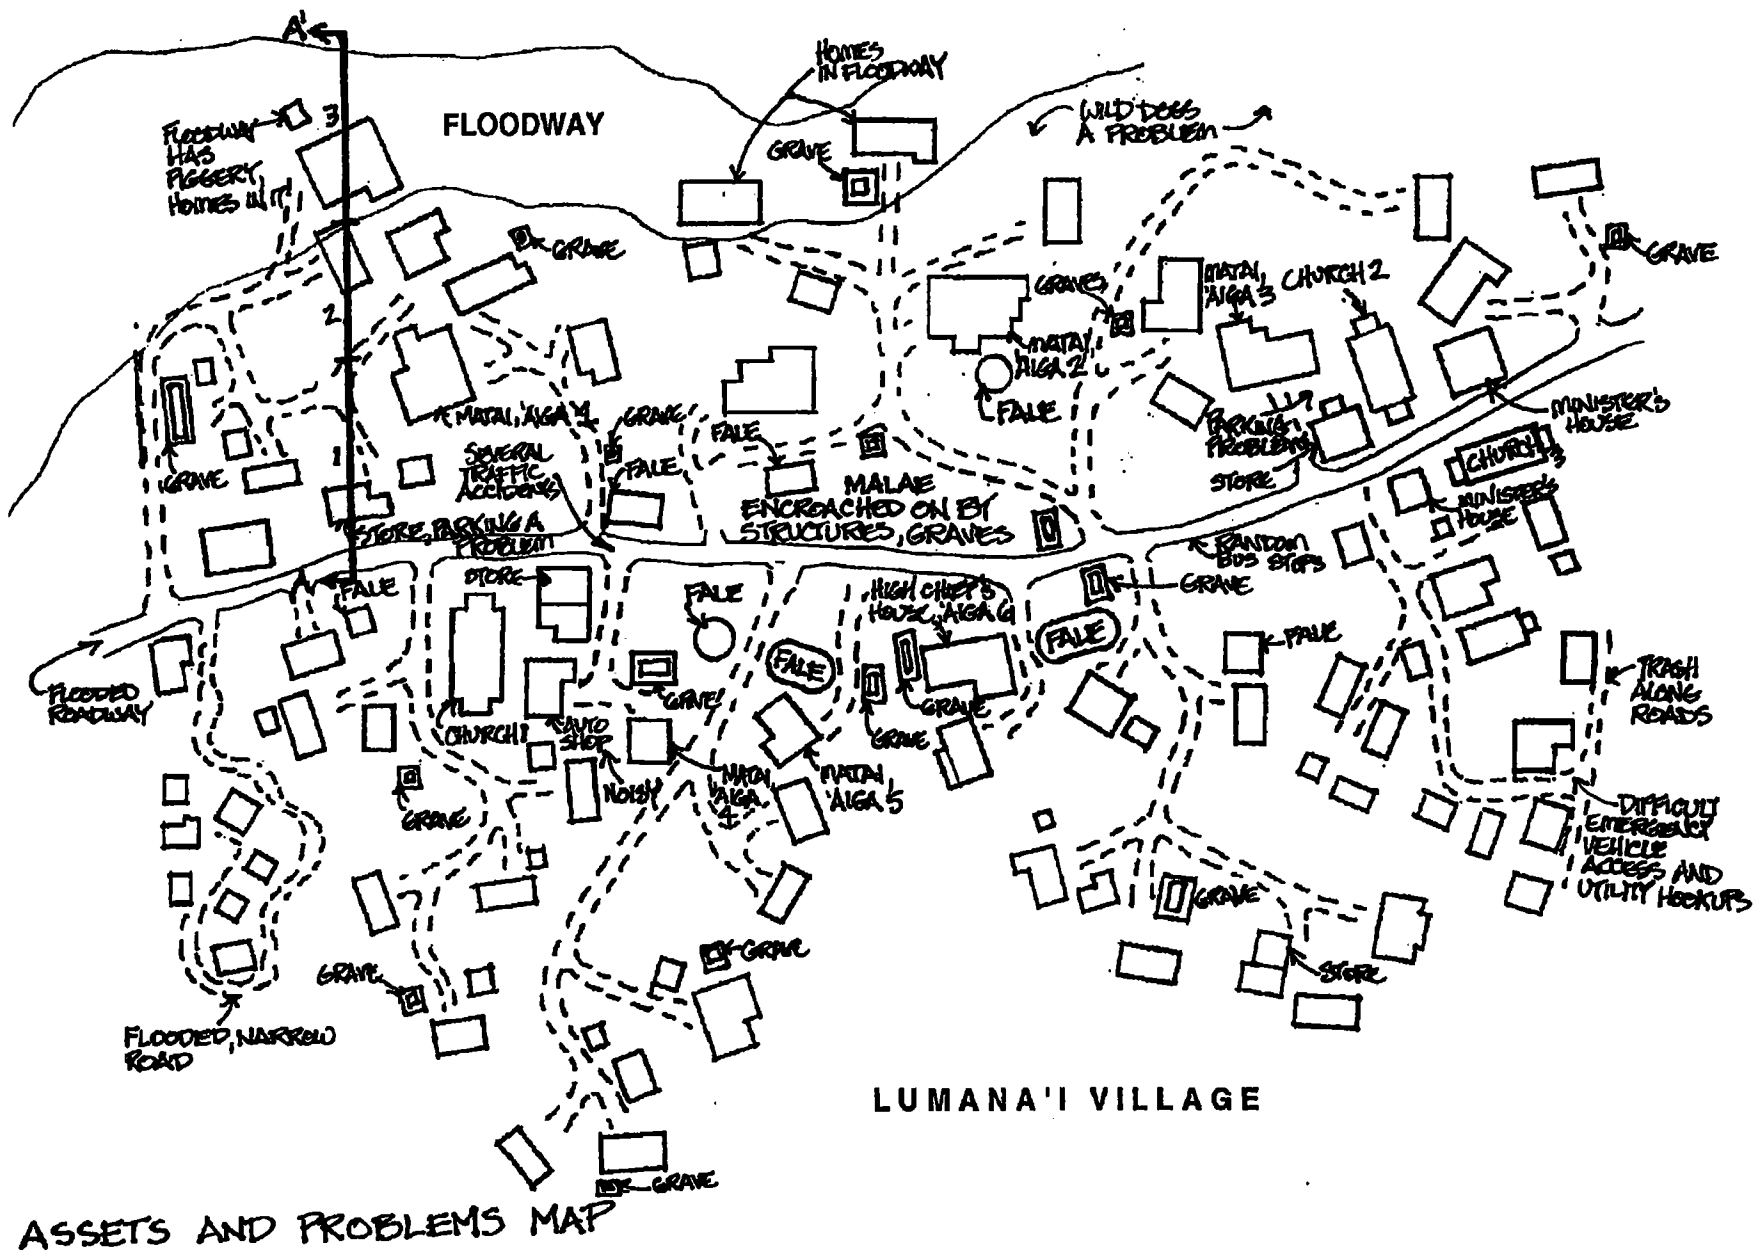 A'
HOMES
IN FLOODWAY
3
FLOODWAY
HAS
PIGGERY,
HOMES IN IT
FLOODWAY
GRAVE
WILD DOGS
A PROBLEM
GRAVE
GRAVE
2
GRAVES
MATAI,
'AIGA 3
CHURCH 2
MATAI
'AIGA 2
FALE
MATAI, 'AIGA 1
GRAVE
FALE
PARKING
PROBLEMS
STORE
MINISTER'S
HOUSE
CHURCH 3
MINISTER'S
HOUSE
1
GRAVE
SEVERAL
TRAFFIC
ACCIDENTS
FALE
MALAE
ENCROACHED ON BY
STRUCTURES, GRAVES
STORE, PARKING A
PROBLEM
RANDOM
BUS STOPS
A
FALE
STORE
FALE
HIGH CHIEF'S
HOUSE, 'AIGA 6
GRAVE
FALE
FALE
FALE
FLOODED
ROADWAY
GRAVE
GRAVE
GRAVE
TRASH
ALONG
ROADS
CHURCH 1
AUTO
SHOP
NOISY
MATAI,
'AIGA
4
MATAI
'AIGA 5
GRAVE
DIFFICULT
EMERGENCY
VEHICLE
ACCESS AND
UTILITY HOOKUPS
GRAVE
GRAVE
GRAVE
STORE
FLOODED, NARROW
ROAD
LUMANA'I VILLAGE
GRAVE
ASSETS AND PROBLEMS MAP